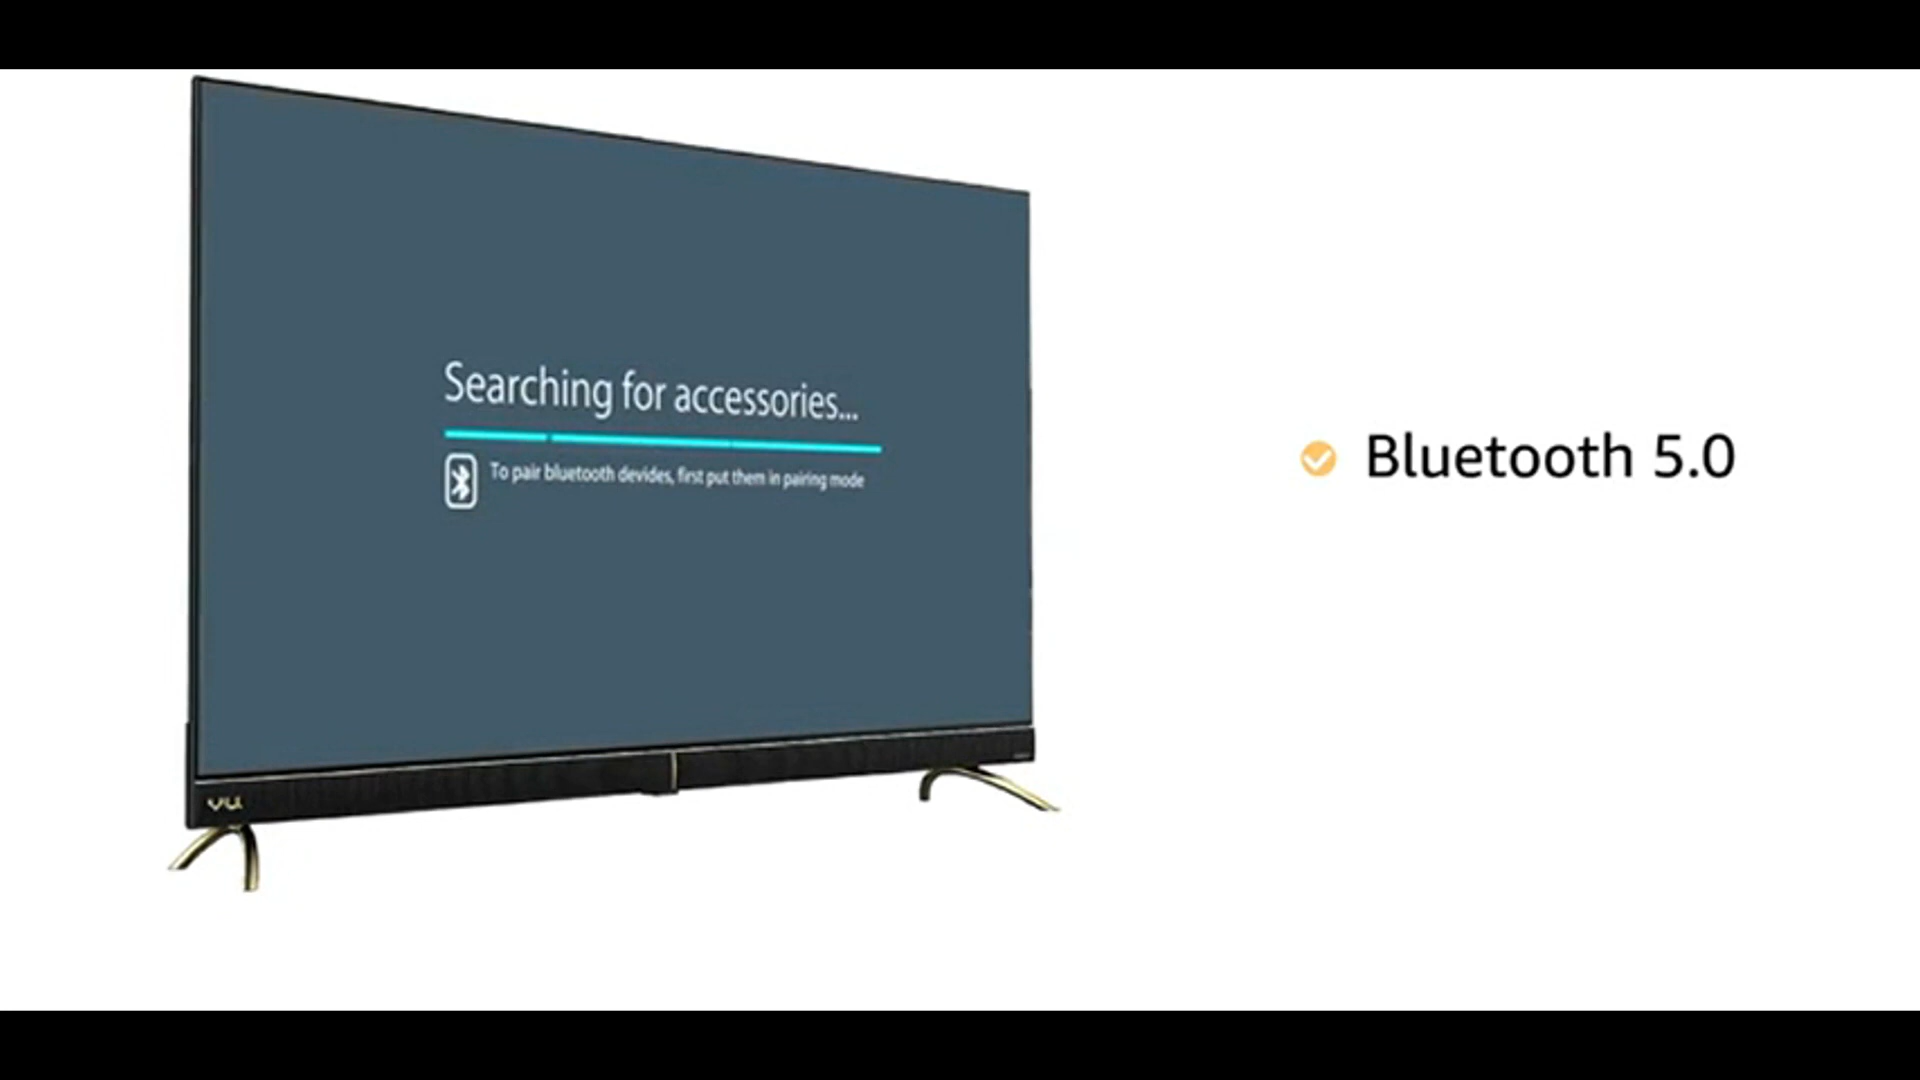 Searching for accessories...
To pair bluetooth devides, first put them in pairing mode
Bluetooth 5.0
vu